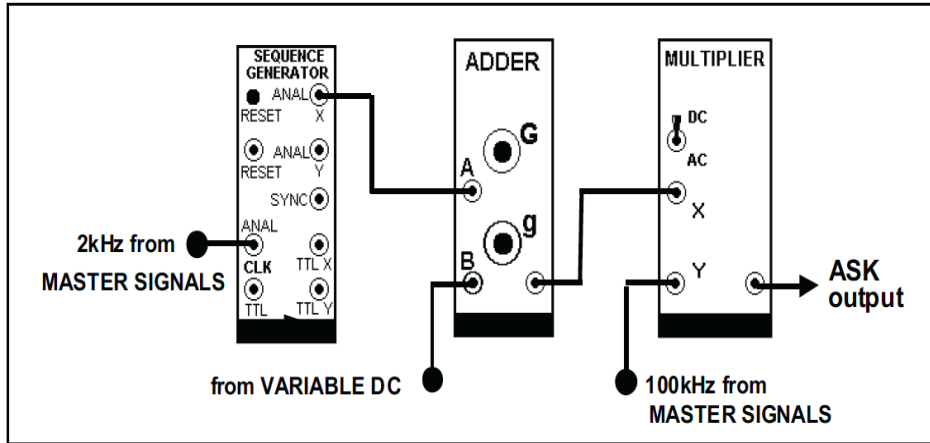 SEQUENCE
GENERATOR
ANAL
RESET
X
ANAL
RESET
Y
SYNC
ANAL
CLK
TTL X
TTL
TTL Y
2kHz from
MASTER SIGNALS
ADDER
G
A
g
B
from VARIABLE DC
MULTIPLIER
DC
AC
X
Y
100kHz from
MASTER SIGNALS
ASK
output